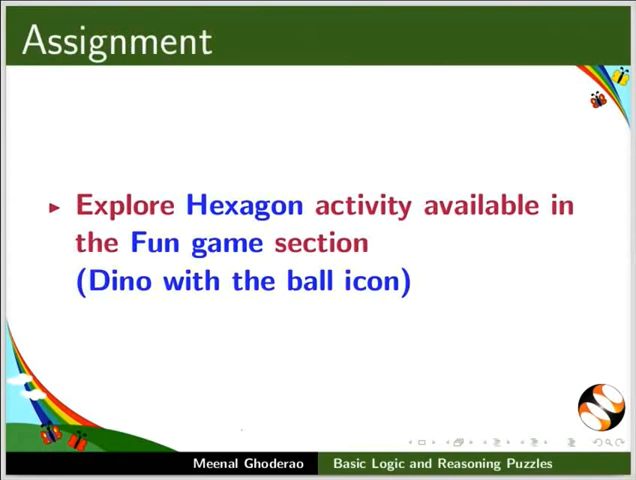 Assignment
Explore Hexagon activity available in
the Fun game section
(Dino with the ball icon)
Meenal Ghoderao Basic Logic and Reasoning Puzzles